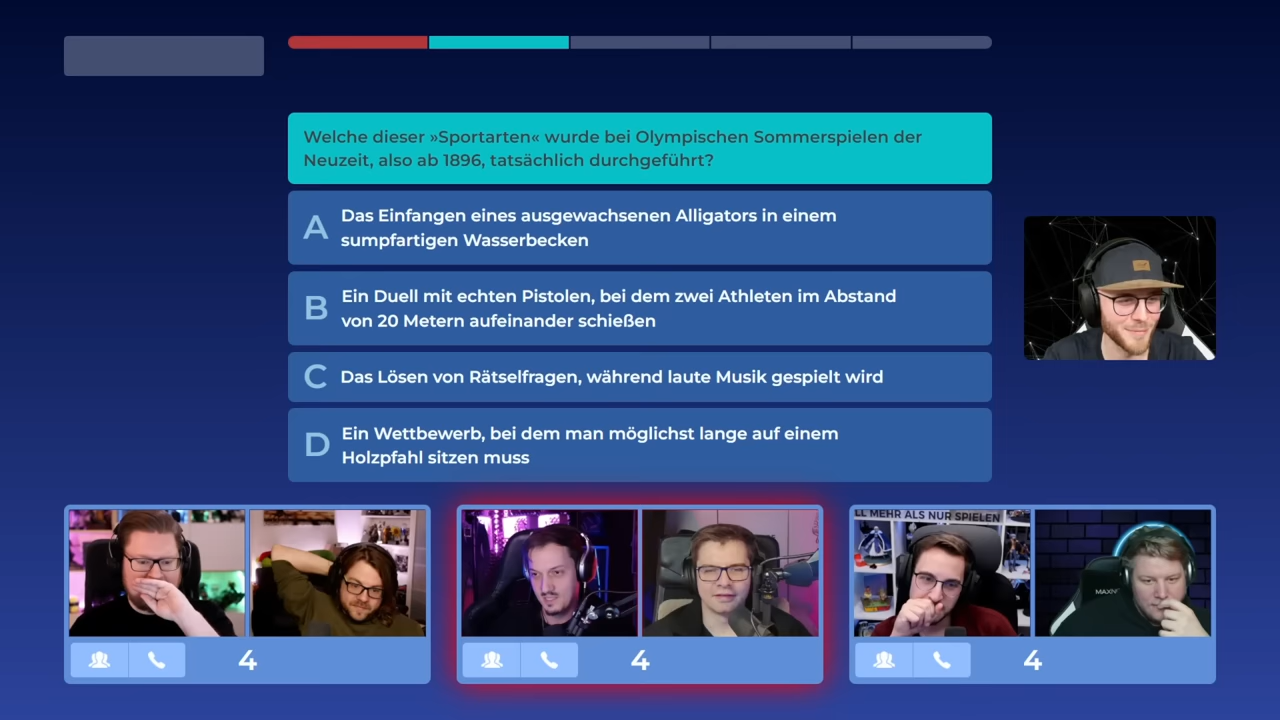 Welche dieser »Sportarten« wurde bei Olympischen Sommerspielen der
Neuzeit, also ab 1896, tatsächlich durchgeführt?
A
Das Einfangen eines ausgewachsenen Alligators in einem
sumpfartigen Wasserbecken
B
Ein Duell mit echten Pistolen, bei dem zwei Athleten im Abstand
von 20 Metern aufeinander schießen
C
Das Lösen von Rätselfragen, während laute Musik gespielt wird
D
Ein Wettbewerb, bei dem man möglichst lange auf einem
Holzpfahl sitzen muss
LL MEHR ALS NUR SPIELEN
4
4
4